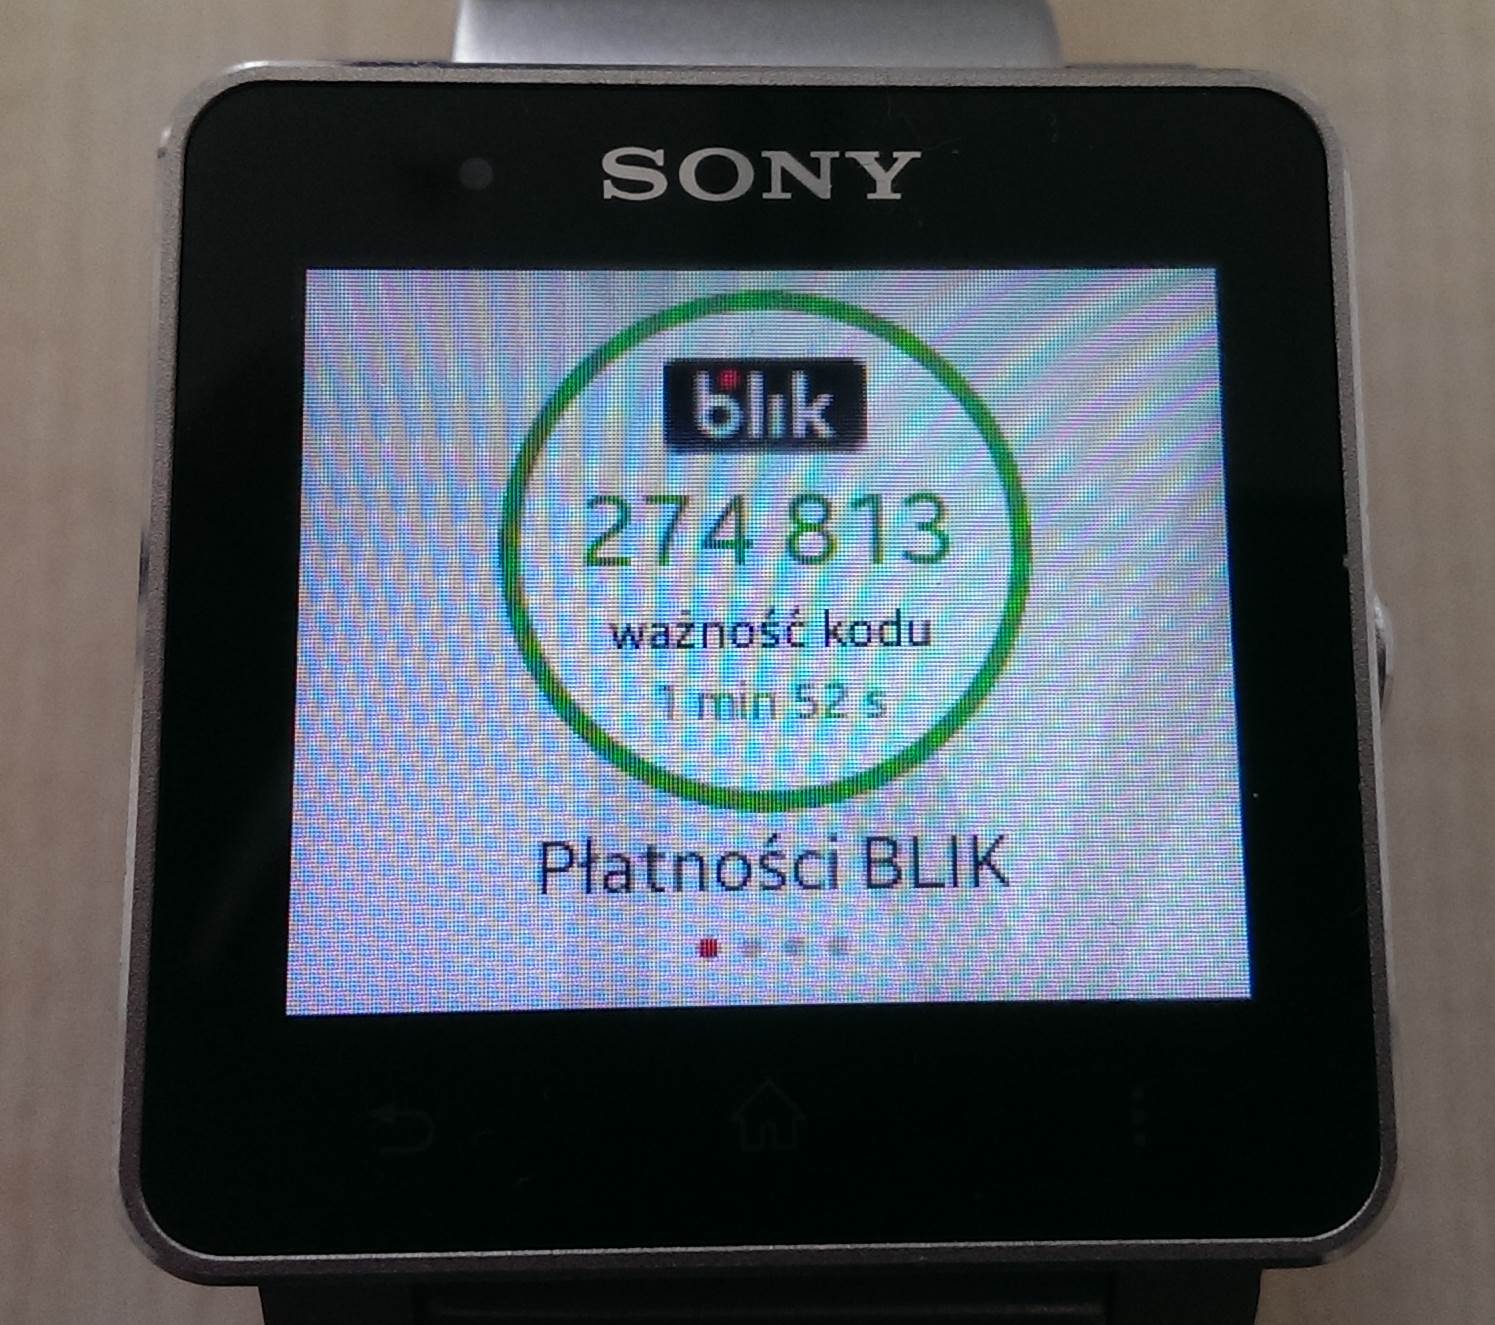 SONY
blik
274 813
ważność kodu
1 min 52 s
Płatności BLIK